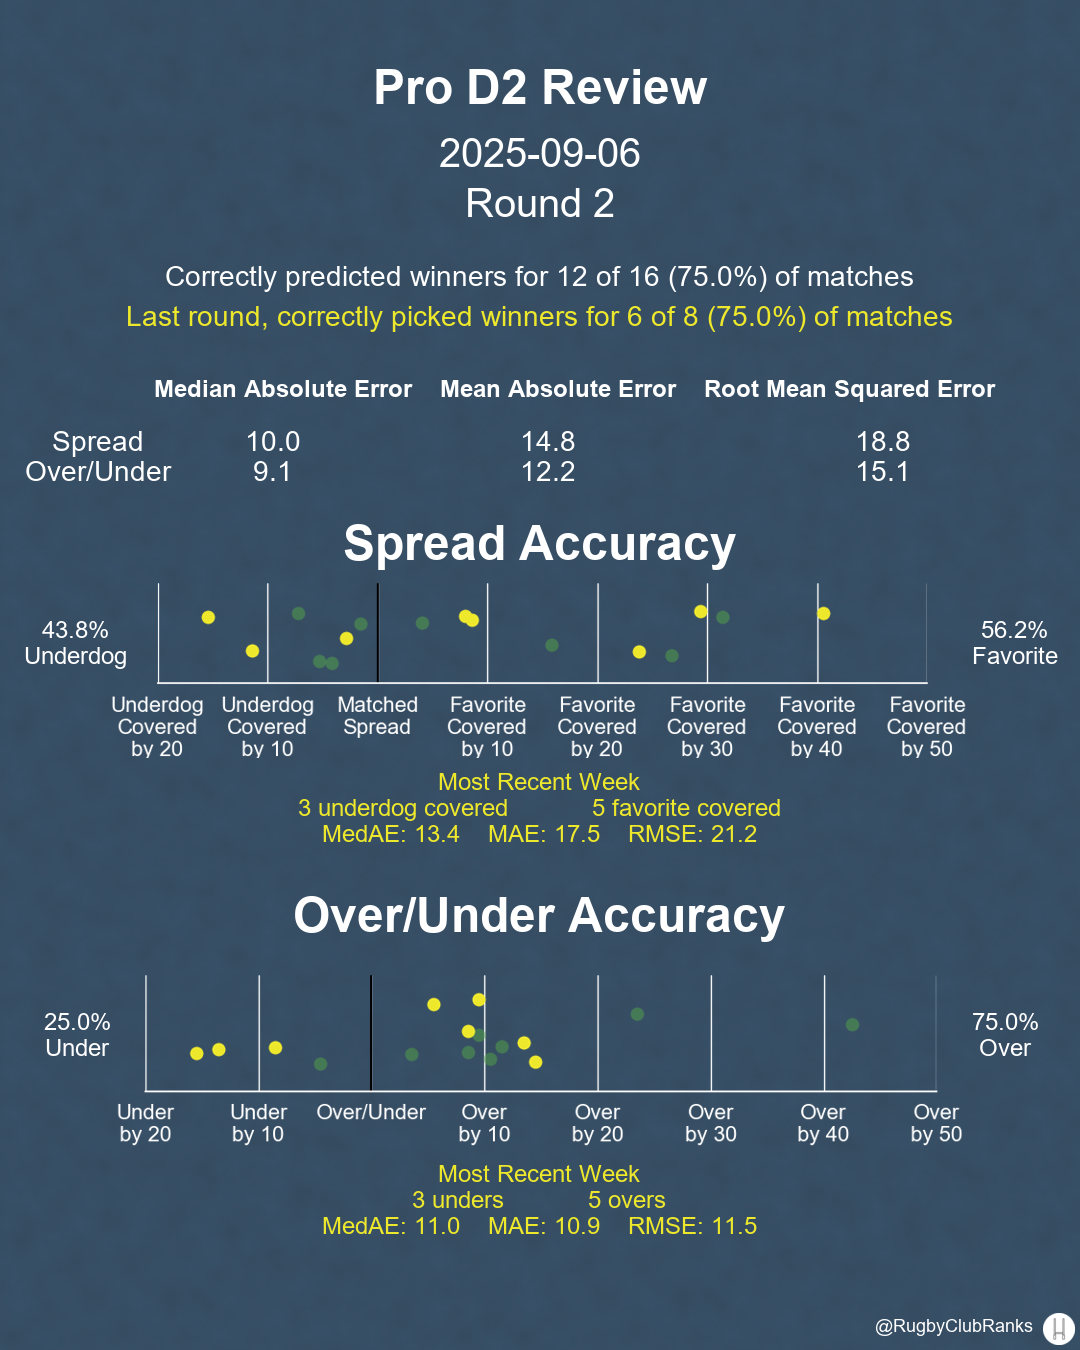 Pro D2 Review
2025-09-06
Round 2
Correctly predicted winners for 12 of 16 (75.0%) of matches
Last round, correctly picked winners for 6 of 8 (75.0%) of matches
Median Absolute Error Mean Absolute Error Root Mean Squared Error
Spread 10.0 14.8 18.8
Over/Under 9.1 12.2 15.1
Spread Accuracy
43.8% 56.2%
Underdog Favorite
Underdog Underdog Matched Favorite Favorite Favorite Favorite Favorite
Covered Covered Spread Covered Covered Covered Covered Covered
by 20 by 10 by 10 by 20 by 30 by 40 by 50
Most Recent Week
3 underdog covered 5 favorite covered
MedAE: 13.4 MAE: 17.5 RMSE: 21.2
Over/Under Accuracy
25.0% 75.0%
Under Over
Under Under Over/Under Over Over Over Over Over
by 20 by 10 by 10 by 20 by 30 by 40 by 50
Most Recent Week
3 unders 5 overs
MedAE: 11.0 MAE: 10.9 RMSE: 11.5
@RugbyClubRanks